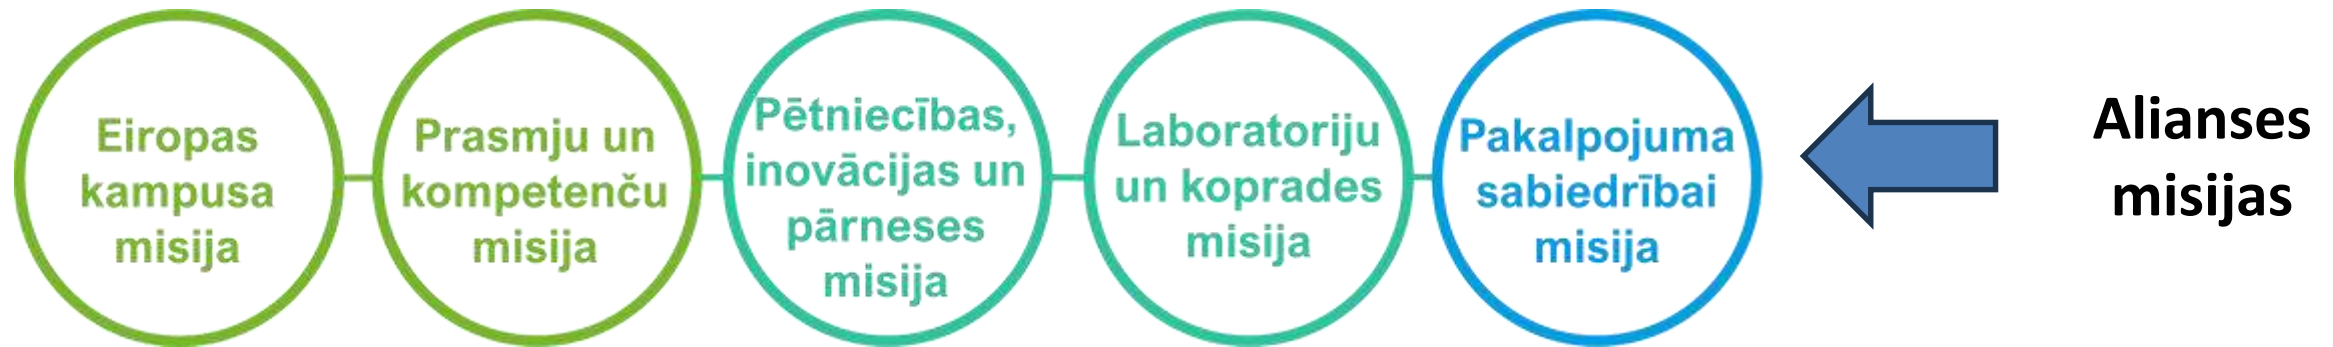 Eiropas
kampusa
misija
Prasmju un
kompetenču
misija
Pētniecības,
inovācijas un
pārneses
misija
Laboratoriju
un koprades
misija
Pakalpojuma
sabiedrībai
misija
Alianses
misijas